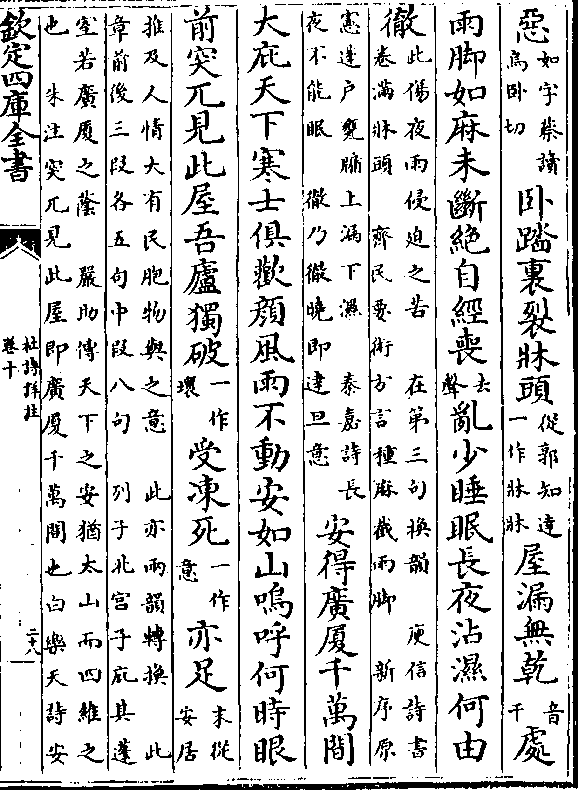 惡如字蔡讀烏卧切卧踏裏裂牀頭從郭知達一作牀牀屋漏無乾音干處
雨脚如麻未斷絶自經喪去聲亂少睡眠長夜沾濕何由
徹此傷夜雨侵迫之苦 在第三句換韻 庾信詩書
卷滿牀頭 齊民要術方言種麻截雨脚 新序原
憲蓬户甕牖上漏下濕 秦嘉詩長
夜不能眠 徹乃徹曉即達旦意安得廣厦千萬間
大庇天下寒士俱歡顔風雨不動安如山嗚呼何時眼
前突兀見此屋吾廬獨破一作壞受凍死一作意亦足末從安居
推及人情大有民胞物與之意 此亦兩韻轉換 此
章前後三段各五句中段八句 列子北宫子庇其蓬
室若廣厦之蔭 嚴助傳天下之安猶太山而四維之
也 朱注突兀見此屋即廣厦千萬間也白樂天詩安
欽定四庫全書
杜詩詳註
卷十
二十八